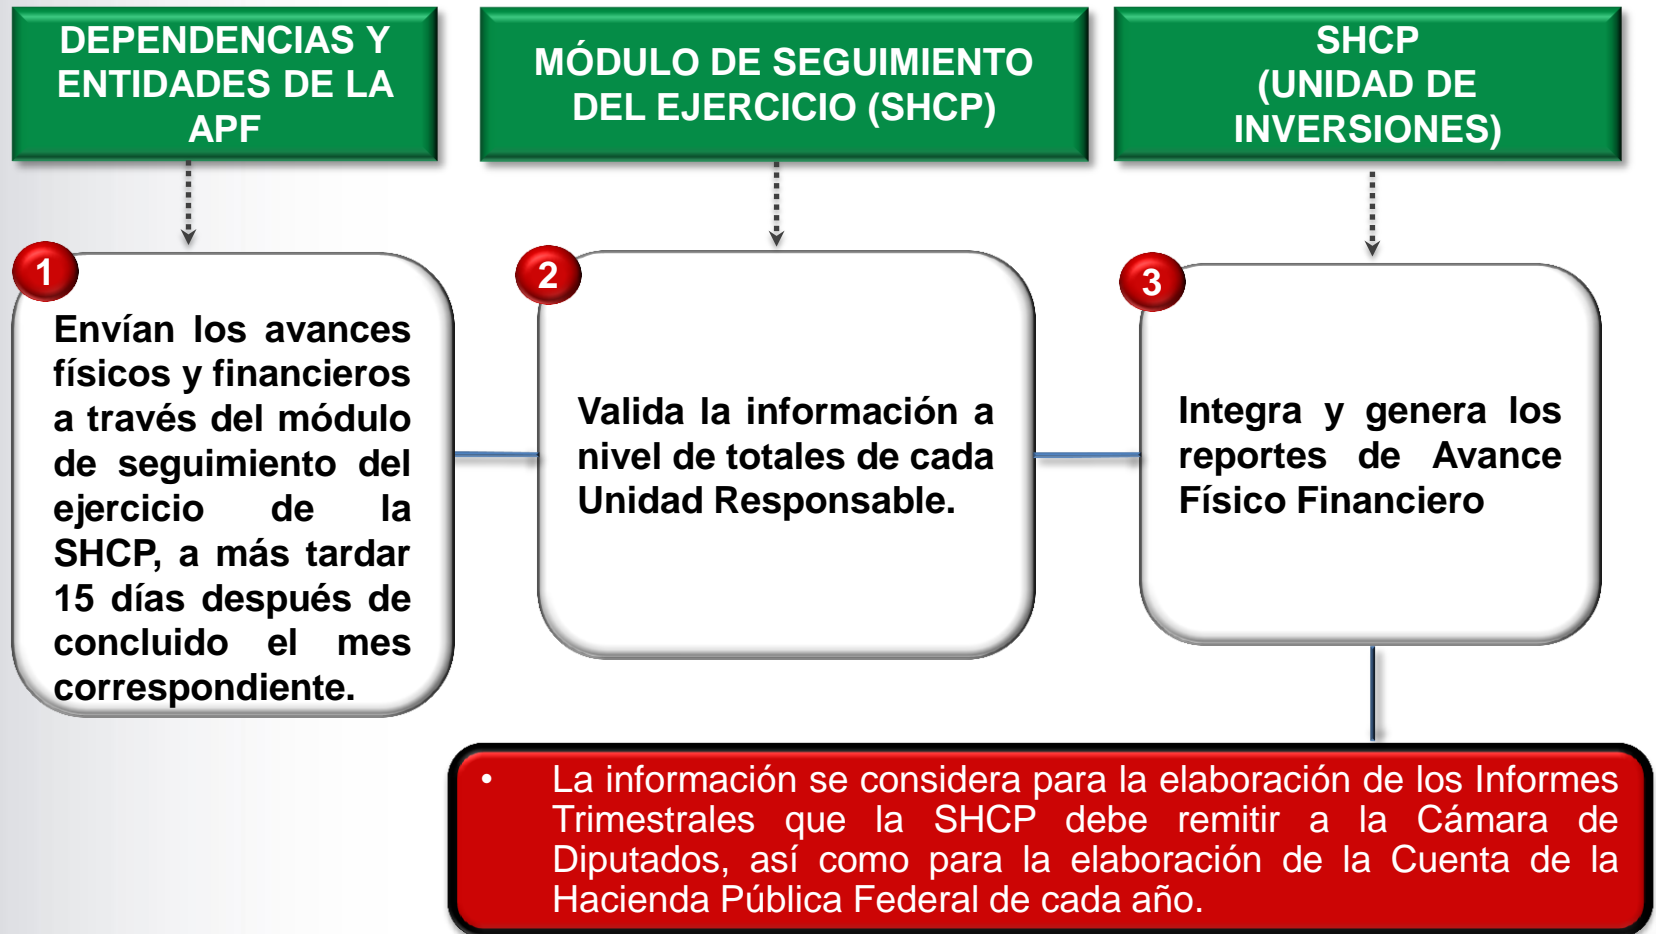 DEPENDENCIAS Y
ENTIDADES DE LA
APF
MÓDULO DE SEGUIMIENTO
DEL EJERCICIO (SHCP)
SHCP
(UNIDAD DE
INVERSIONES)
1
Envían los avances
físicos y financieros
a través del módulo
de seguimiento del
ejercicio de la
SHCP, a más tardar
15 días después de
concluido el mes
correspondiente.
2
Valida la información a
nivel de totales de cada
Unidad Responsable.
3
Integra y genera los
reportes de Avance
Físico Financiero
• La información se considera para la elaboración de los Informes
Trimestrales que la SHCP debe remitir a la Cámara de
Diputados, así como para la elaboración de la Cuenta de la
Hacienda Pública Federal de cada año.